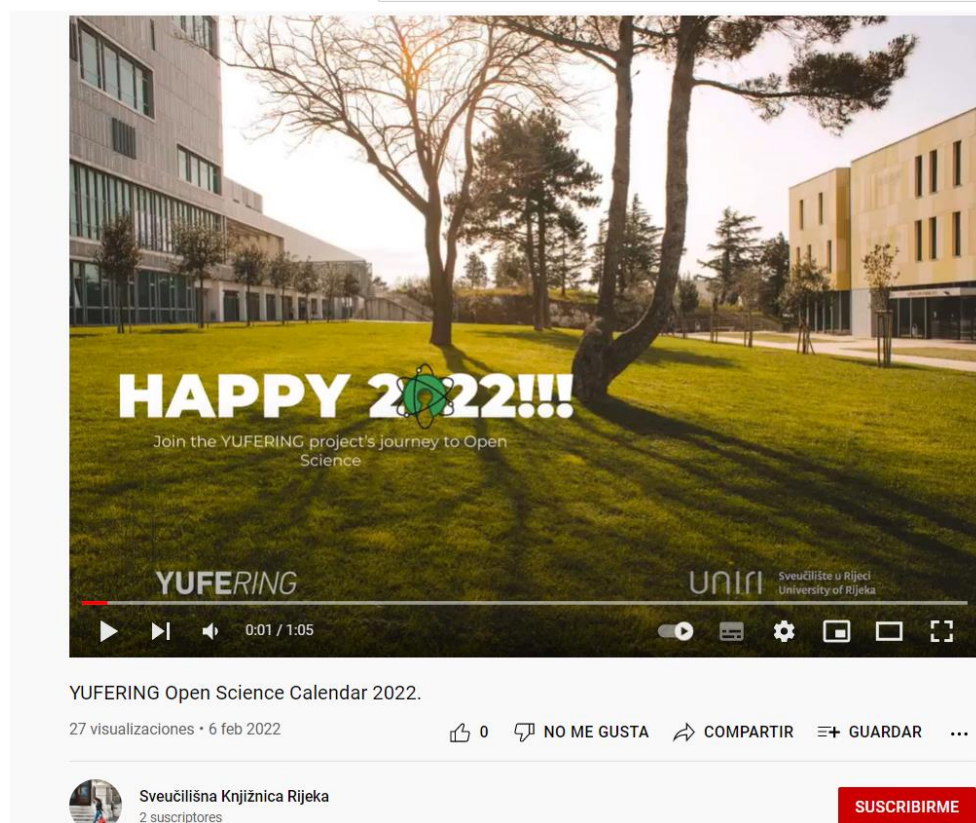 HAPPY 2022!!!
Join the YUFERING project's journey to Open
Science
YUFERING
UNIRI
Sveučilište u Rijeci
University of Rijeka
0:01 / 1:05
YUFERING Open Science Calendar 2022.
27 visualizaciones • 6 feb 2022
0
NO ME GUSTA
COMPARTIR
GUARDAR
Sveučilišna Knjižnica Rijeka
2 suscriptores
SUSCRIBIRME